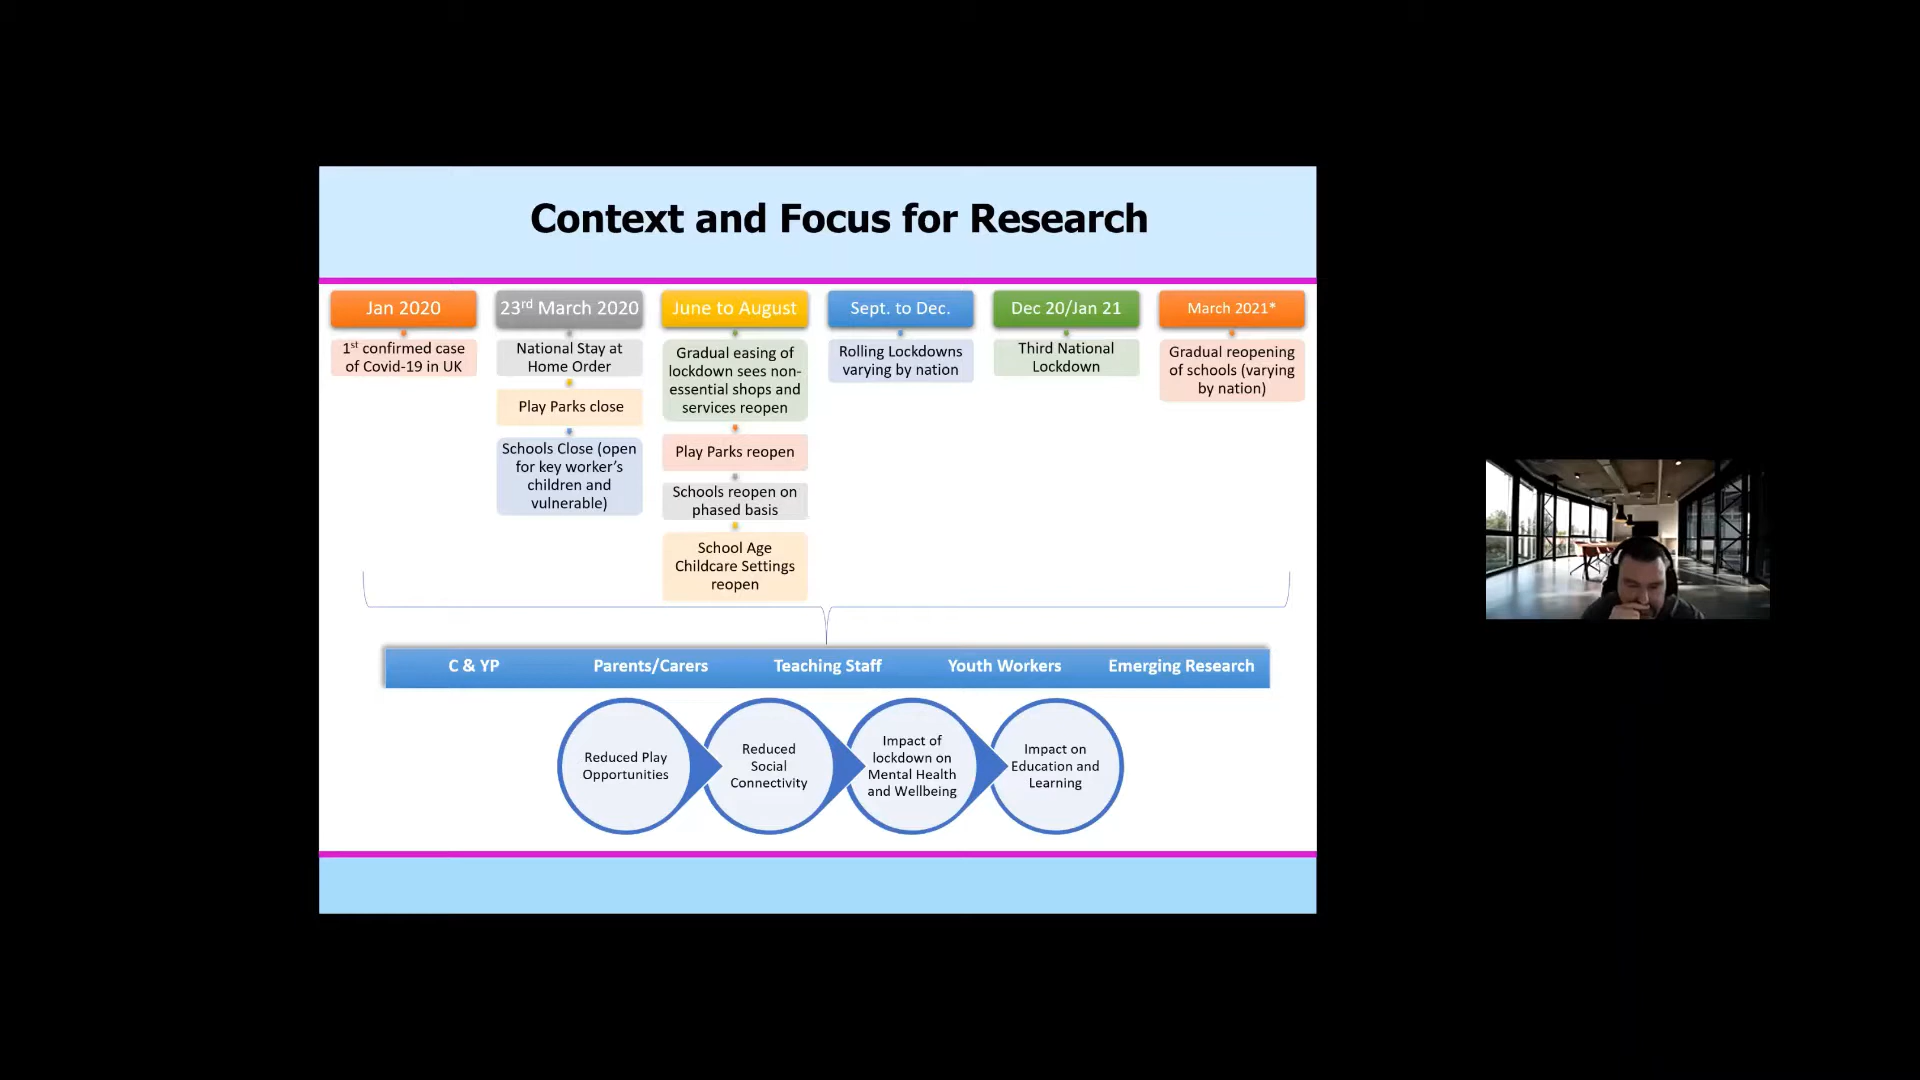 Context and Focus for Research
Jan 2020
1st confirmed case
of Covid-19 in UK
23rd March 2020
National Stay at
Home Order
Play Parks close
Schools Close (open
for key worker's
children and
vulnerable)
June to August
Gradual easing of
lockdown sees non-
essential shops and
services reopen
Play Parks reopen
Schools reopen on
phased basis
School Age
Childcare Settings
reopen
Sept. to Dec.
Rolling Lockdowns
varying by nation
Dec 20/Jan 21
Third National
Lockdown
March 2021*
Gradual reopening
of schools (varying
by nation)
C & YP
Parents/Carers
Teaching Staff
Youth Workers
Emerging Research
Reduced Play
Opportunities
Reduced
Social
Connectivity
Impact of
lockdown on
Mental Health
and Wellbeing
Impact on
Education and
Learning